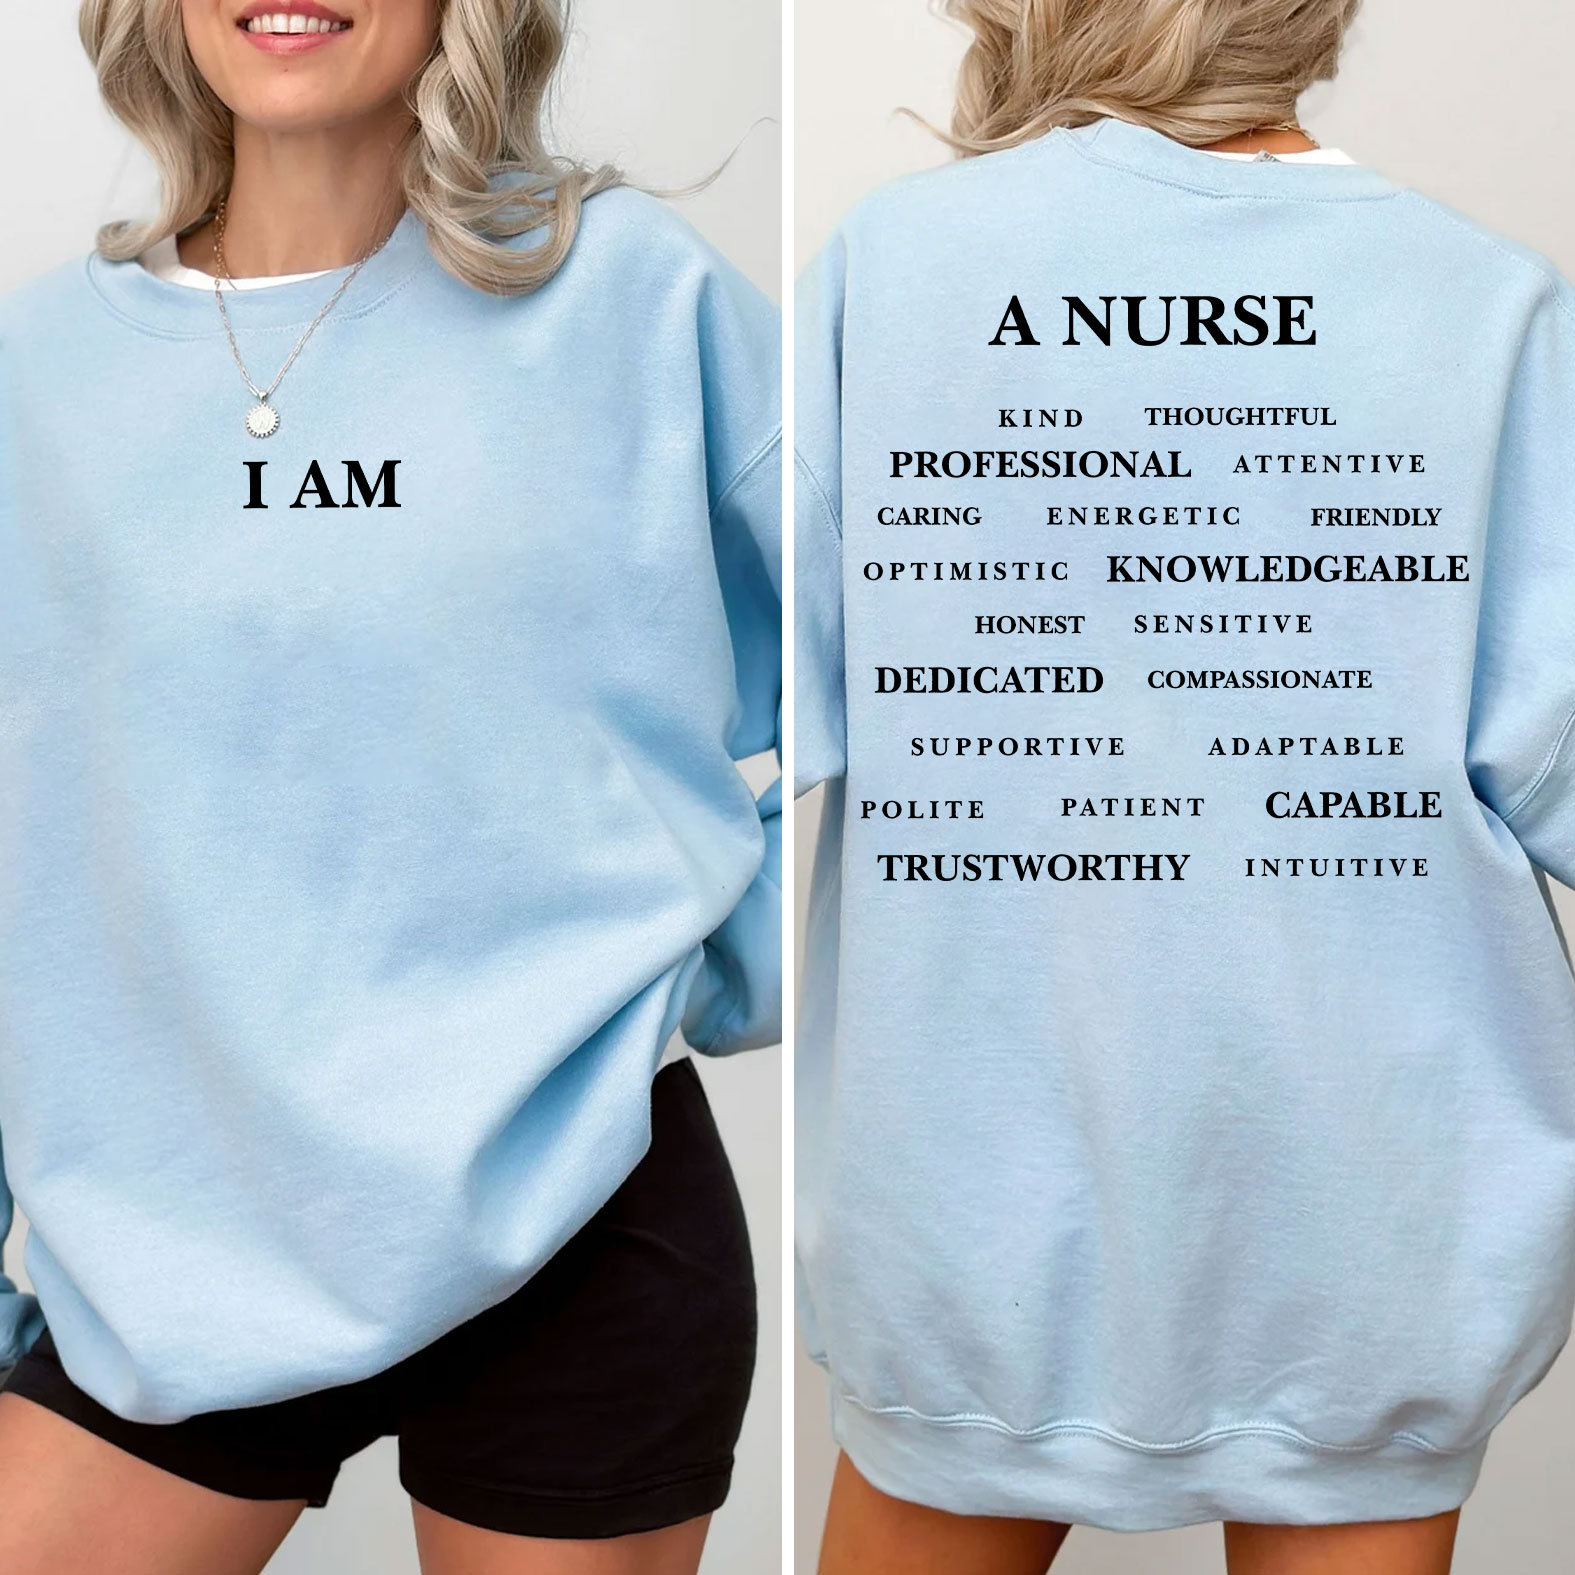 I AM
A NURSE
KIND THOUGHTFUL
PROFESSIONAL ATTENTIVE
CARING ENERGETIC FRIENDLY
OPTIMISTIC KNOWLEDGEABLE
HONEST SENSITIVE
DEDICATED COMPASSIONATE
SUPPORTIVE ADAPTABLE
POLITE PATIENT CAPABLE
TRUSTWORTHY INTUITIVE